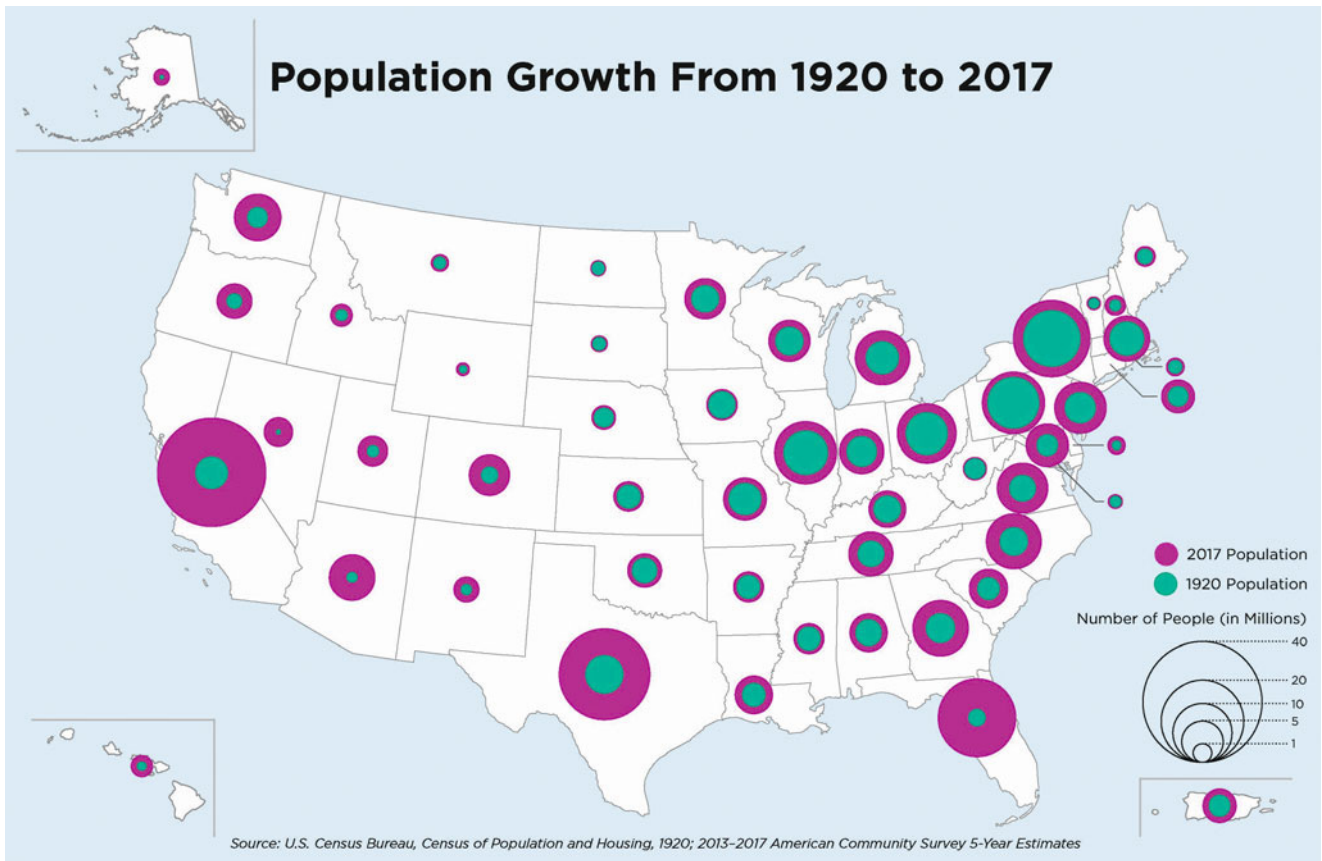 Population Growth From 1920 to 2017
2017 Population
1920 Population
Number of People (in Millions)
40
20
10
5
1
Source: U.S. Census Bureau, Census of Population and Housing, 1920; 2013–2017 American Community Survey 5-Year Estimates